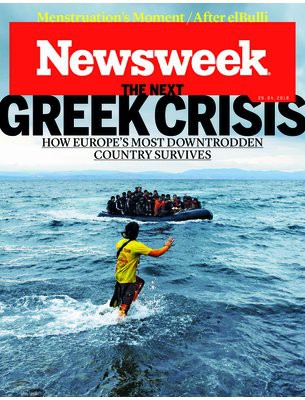 Menstruation's Moment / After elBulli
Newsweek
THE NEXT
GREEK CRISIS
HOW EUROPE'S MOST DOWNTRODDEN
COUNTRY SURVIVES